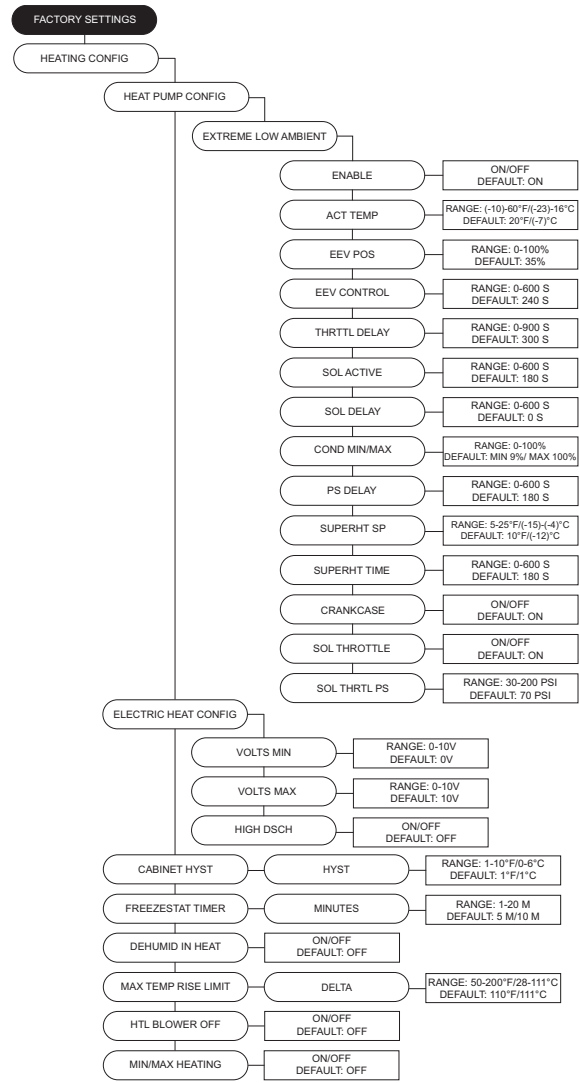 FACTORY SETTINGS
HEATING CONFIG
HEAT PUMP CONFIG
EXTREME LOW AMBIENT
ENABLE
ON/OFF
DEFAULT: ON
ACT TEMP
RANGE: (-10)-60°F/(-23)-16°C
DEFAULT: 20°F/(-7)°C
EEV POS
RANGE: 0-100%
DEFAULT: 35%
EEV CONTROL
RANGE: 0-600 S
DEFAULT: 240 S
THRTTL DELAY
RANGE: 0-900 S
DEFAULT: 300 S
SOL ACTIVE
RANGE: 0-600 S
DEFAULT: 180 S
SOL DELAY
RANGE: 0-600 S
DEFAULT: 0 S
COND MIN/MAX
RANGE: 0-100%
DEFAULT: MIN 9%/ MAX 100%
PS DELAY
RANGE: 0-600 S
DEFAULT: 180 S
SUPERHT SP
RANGE: 5-25°F/(-15)-(-4)°C
DEFAULT: 10°F/(-12)°C
SUPERHT TIME
RANGE: 0-600 S
DEFAULT: 180 S
CRANKCASE
ON/OFF
DEFAULT: ON
SOL THROTTLE
ON/OFF
DEFAULT: ON
SOL THRTL PS
RANGE: 30-200 PSI
DEFAULT: 70 PSI
ELECTRIC HEAT CONFIG
VOLTS MIN
RANGE: 0-10V
DEFAULT: 0V
VOLTS MAX
RANGE: 0-10V
DEFAULT: 10V
HIGH DSCH
ON/OFF
DEFAULT: OFF
CABINET HYST
HYST
RANGE: 1-10°F/0-6°C
DEFAULT: 1°F/1°C
FREEZESTAT TIMER
MINUTES
RANGE: 1-20 M
DEFAULT: 5 M/10 M
DEHUMID IN HEAT
ON/OFF
DEFAULT: OFF
MAX TEMP RISE LIMIT
DELTA
RANGE: 50-200°F/28-111°C
DEFAULT: 110°F/111°C
HTL BLOWER OFF
ON/OFF
DEFAULT: OFF
MIN/MAX HEATING
ON/OFF
DEFAULT: OFF